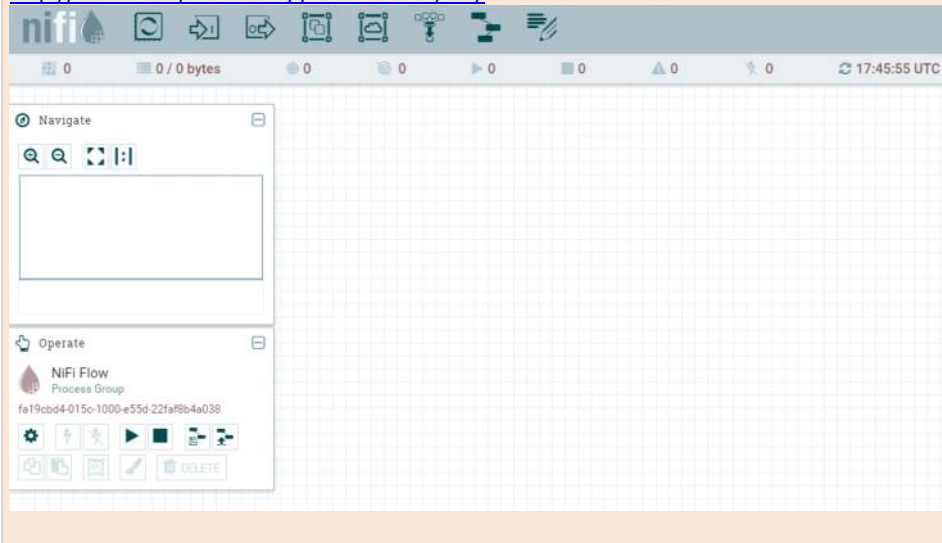 nifi
0 0 / 0 bytes 0 0 0 0 0 0 17:45:55 UTC
Navigate
Operate
NiFi Flow
Process Group
fa19cbd4-015c-1000-e55d-22faf8b4a038
DELETE